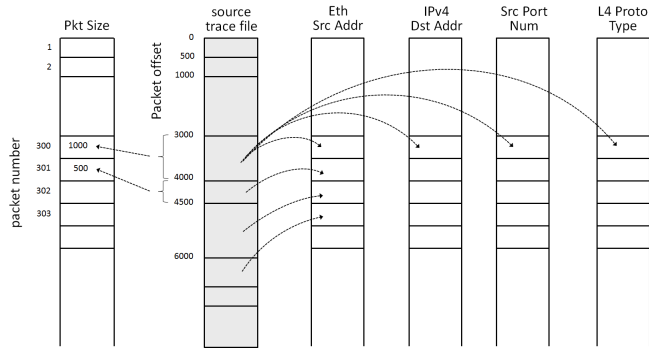 Pkt Size
source
trace file
Eth
Src Addr
IPv4
Dst Addr
Src Port
Num
L4 Proto
Type
packet number
1
2
300
301
302
303
1000
500
Packet offset
0
500
1000
3000
4000
4500
6000